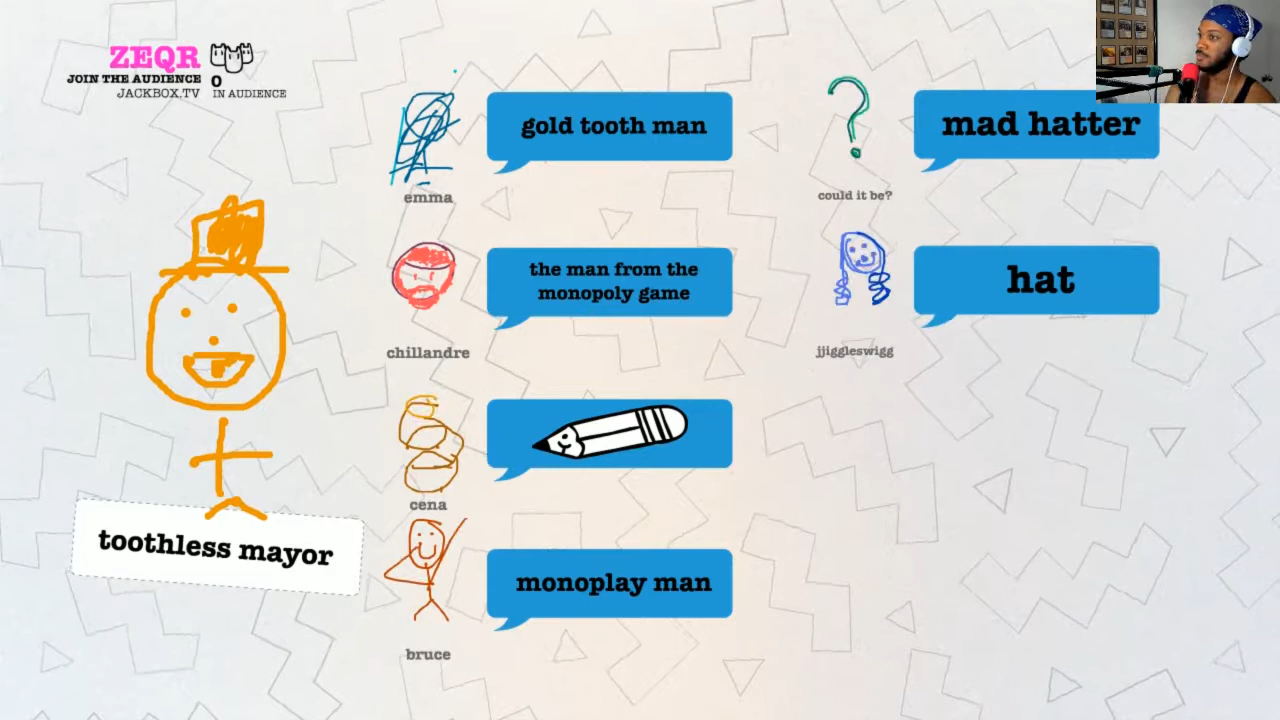 ZEQR
JOIN THE AUDIENCE
JACKBOX.TV
0
IN AUDIENCE
toothless mayor
gold tooth man
emma
the man from the
monopoly game
chillandre
cena
monoplay man
bruce
?
mad hatter
could it be?
hat
jjiggleswigg